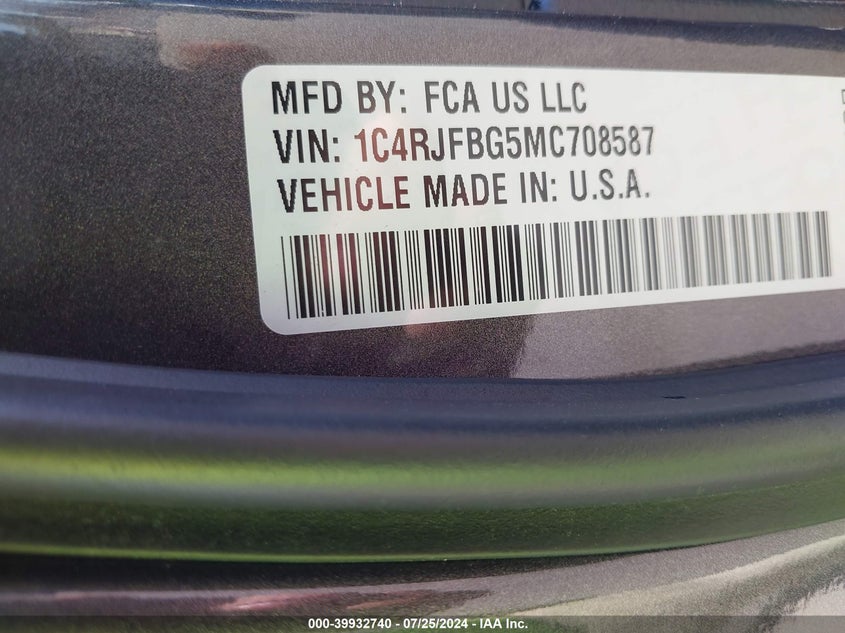 MFD BY: FCA US LLC
VIN: 1C4RJFBG5MC708587
VEHICLE MADE IN: U.S.A.
000-39932740 - 07/25/2024 - IAA Inc.